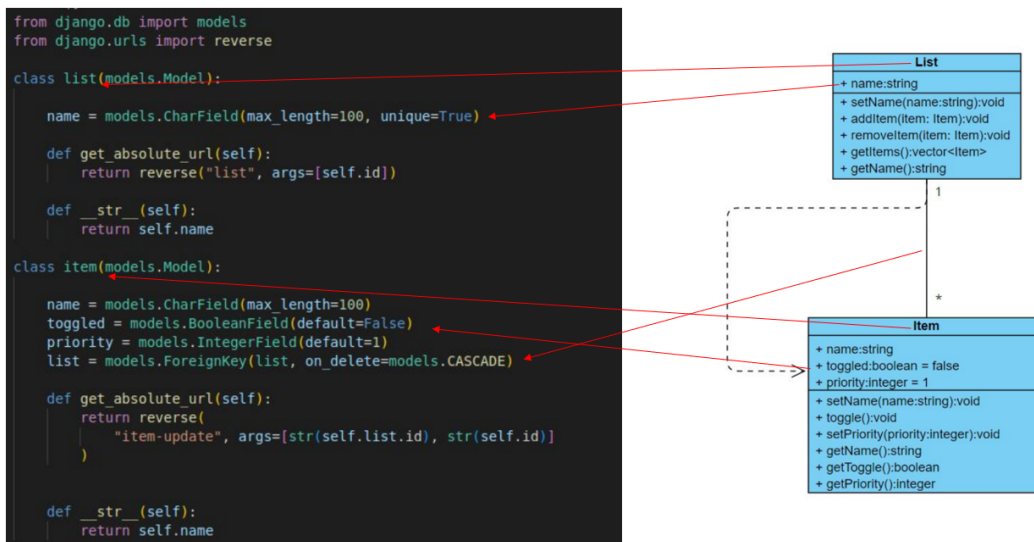 from django.db import models
from django.urls import reverse
class list(models.Model):
name = models.CharField(max_length=100, unique=True)
def get_absolute_url(self):
return reverse("list", args=[self.id])
def __str__(self):
return self.name
class item(models.Model):
name = models.CharField(max_length=100)
toggled = models.BooleanField(default=False)
priority = models.IntegerField(default=1)
list = models.ForeignKey(list, on_delete=models.CASCADE)
def get_absolute_url(self):
return reverse(
"item-update", args=[str(self.list.id), str(self.id)]
)
def __str__(self):
return self.name
List
+ name:string
+ setName(name:string):void
+ addItem(item: Item):void
+ removeItem(item: Item):void
+ getItems():vector<Item>
+ getName():string
1
*
Item
+ name:string
+ toggled:boolean = false
+ priority:integer = 1
+ setName(name:string):void
+ toggle():void
+ setPriority(priority:integer):void
+ getName():string
+ getToggle():boolean
+ getPriority():integer